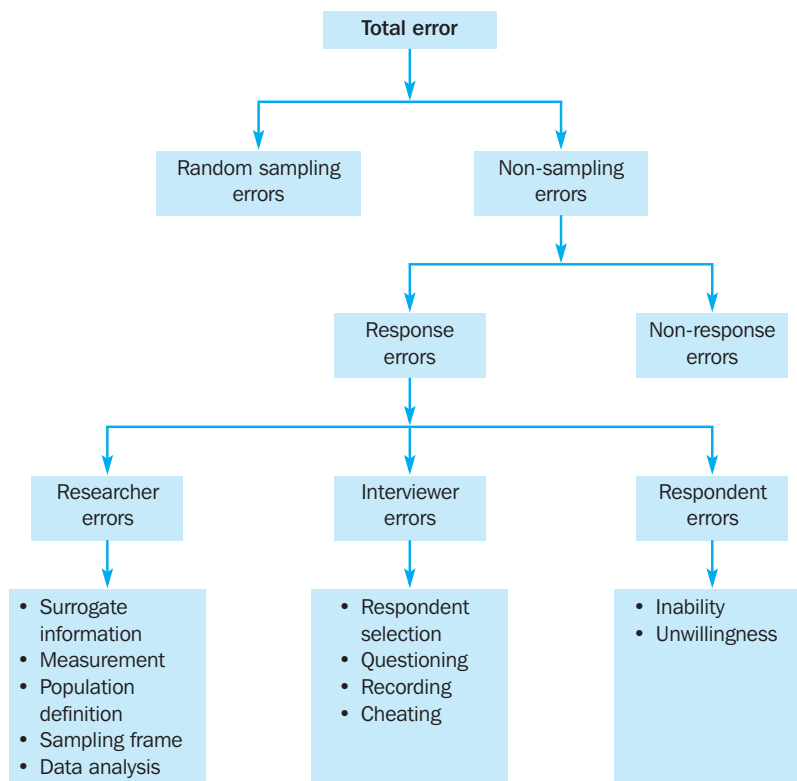 Total error
Random sampling
errors
Non-sampling
errors
Response
errors
Non-response
errors
Researcher
errors
Interviewer
errors
Respondent
errors
• Surrogate
information
• Measurement
• Population
definition
• Sampling frame
• Data analysis
• Respondent
selection
• Questioning
• Recording
• Cheating
• Inability
• Unwillingness